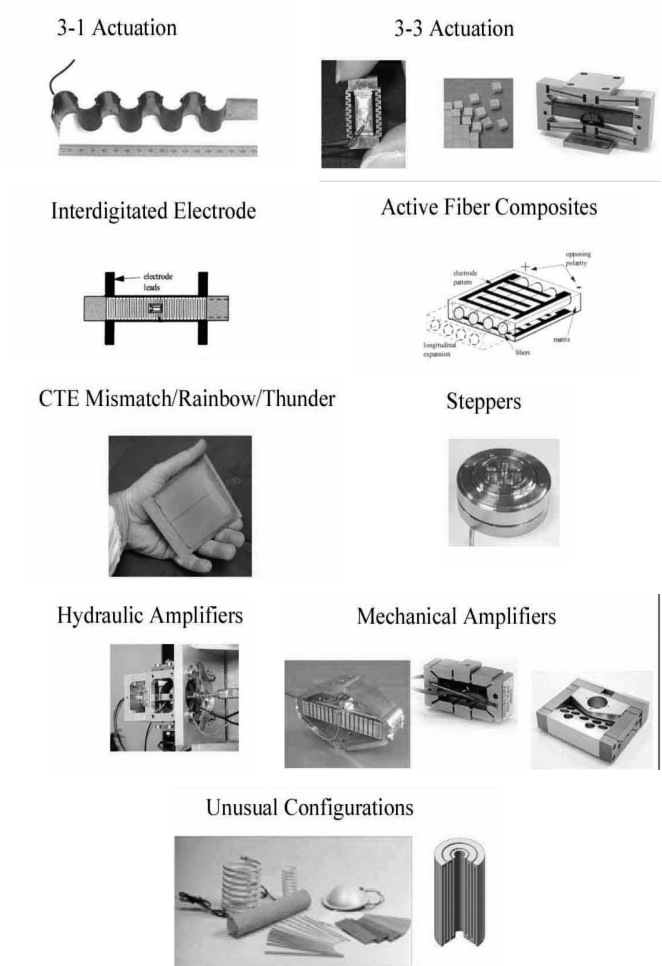 3-1 Actuation
3-3 Actuation
Interdigitated Electrode
electrode
leads
Active Fiber Composites
opposing
polarity
+
-
electrode
pattern
matrix
longitudinal
expansion
fibers
CTE Mismatch/Rainbow/Thunder
Steppers
Hydraulic Amplifiers
Mechanical Amplifiers
Unusual Configurations